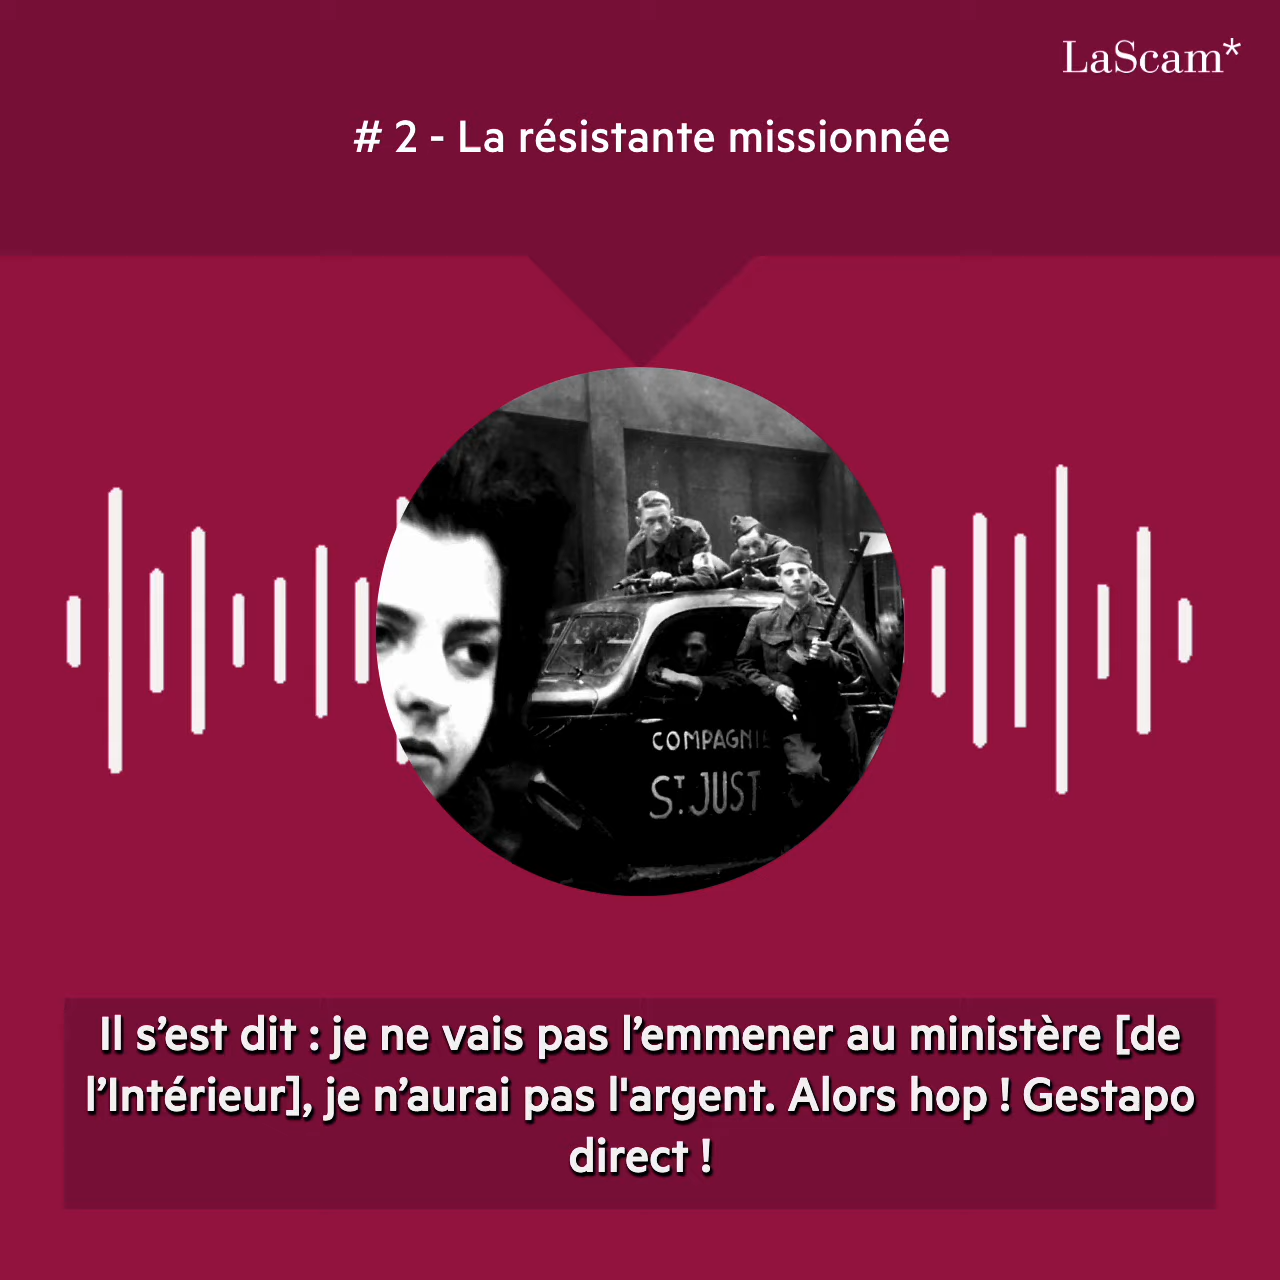 LaScam*
# 2 - La résistante missionnée
COMPAGNIE
ST. JUST
Il s’est dit : je ne vais pas l’emmener au ministère [de
l’Intérieur], je n’aurai pas l'argent. Alors hop ! Gestapo
direct !